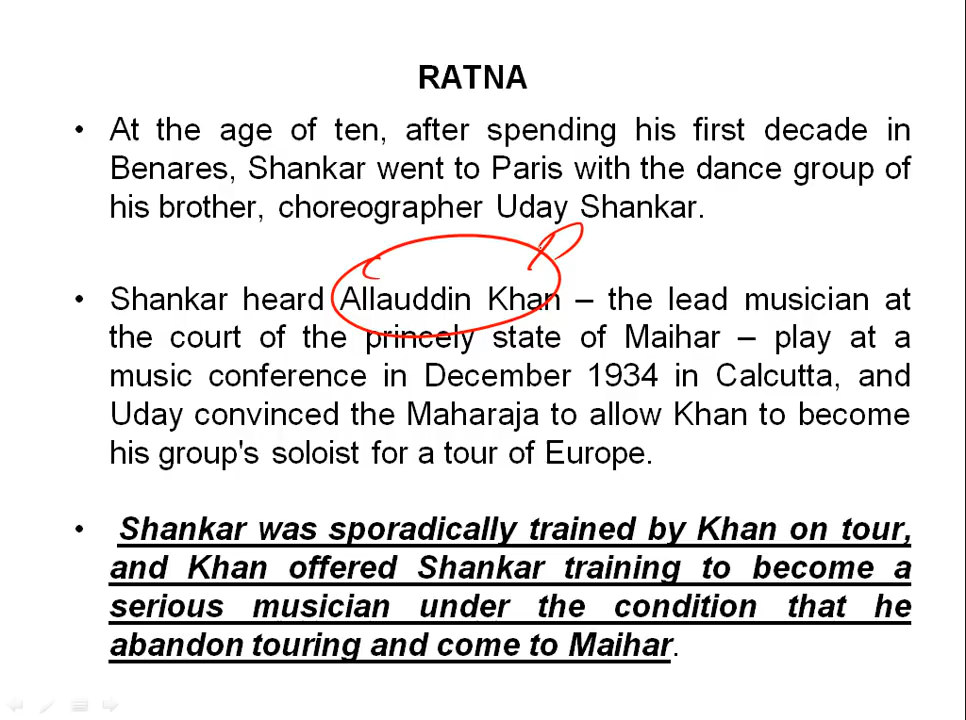 RATNA
• At the age of ten, after spending his first decade in
Benares, Shankar went to Paris with the dance group of
his brother, choreographer Uday Shankar.
• Shankar heard Allauddin Khan – the lead musician at
the court of the princely state of Maihar – play at a
music conference in December 1934 in Calcutta, and
Uday convinced the Maharaja to allow Khan to become
his group's soloist for a tour of Europe.
• Shankar was sporadically trained by Khan on tour,
and Khan offered Shankar training to become a
serious musician under the condition that he
abandon touring and come to Maihar.